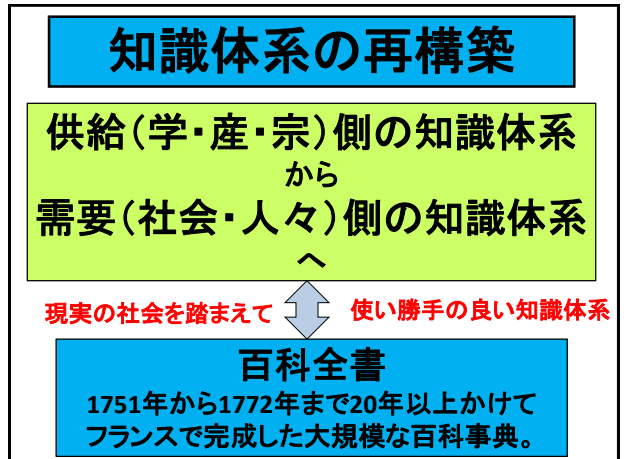 知識体系の再構築
供給（学・産・宗）側の知識体系
から
需要（社会・人々）側の知識体系
へ
現実の社会を踏まえて
使い勝手の良い知識体系
百科全書
1751年から1772年まで20年以上かけて
フランスで完成した大規模な百科事典。